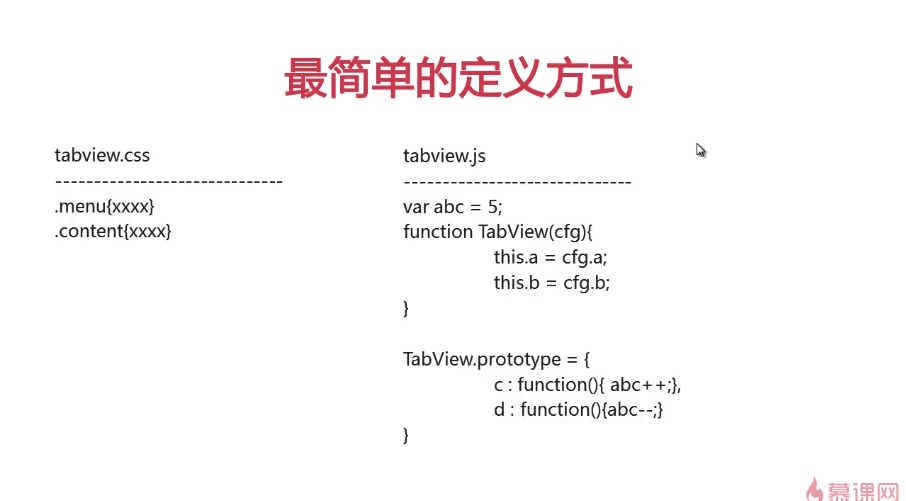 最简单的定义方式
tabview.css
------------------------------
.menu{xxxx}
.content{xxxx}
tabview.js
------------------------------
var abc = 5;
function TabView(cfg){
this.a = cfg.a;
this.b = cfg.b;
}
TabView.prototype = {
c : function(){ abc++;},
d : function(){abc--;}
}
慕课网